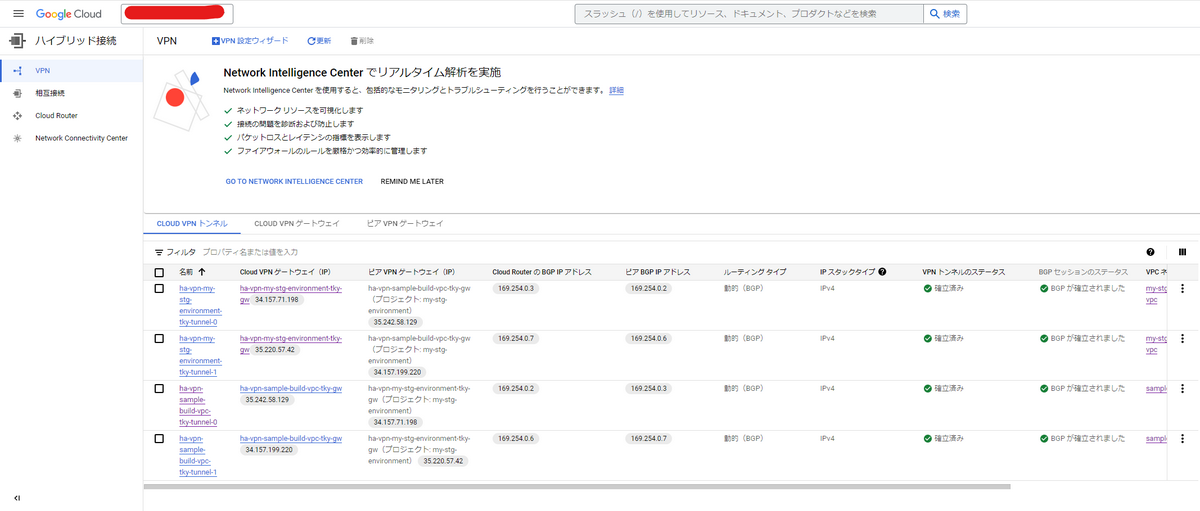 Google Cloud
スラッシュ（/）を使用してリソース、ドキュメント、プロダクトなどを検索
検索
ハイブリッド接続
VPN
VPN 設定ウィザード
更新
削除
VPN
相互接続
Cloud Router
Network Connectivity Center
Network Intelligence Center でリアルタイム解析を実施
Network Intelligence Center を使用すると、包括的なモニタリングとトラブルシューティングを行うことができます。 詳細
ネットワーク リソースを可視化します
接続の問題を診断および防止します
パケットロスとレイテンシの指標を表示します
ファイアウォールのルールを厳格かつ効率的に管理します
GO TO NETWORK INTELLIGENCE CENTER
REMIND ME LATER
CLOUD VPN トンネル
CLOUD VPN ゲートウェイ
ピア VPN ゲートウェイ
フィルタ
プロパティ名または値を入力
名前
Cloud VPN ゲートウェイ（IP）
ピア VPN ゲートウェイ（IP）
Cloud Router の BGP IP アドレス
ピア BGP IP アドレス
ルーティング タイプ
IP スタックタイプ
VPN トンネルのステータス
BGP セッションのステータス
VPC ネ
ha-vpn-my-
stg-
environment-
tky-tunnel-0
ha-vpn-my-stg-environment-tky-
gw 34.157.71.198
ha-vpn-sample-build-vpc-tky-gw
（プロジェクト: my-stg-
environment）
35.242.58.129
169.254.0.3
169.254.0.2
動的（BGP）
IPv4
確立済み
BGP が確立されました
my-stg
vpc
ha-vpn-my-
stg-
environment-
tky-tunnel-1
ha-vpn-my-stg-environment-tky-
gw 35.220.57.42
ha-vpn-sample-build-vpc-tky-gw
（プロジェクト: my-stg-
environment）
34.157.199.220
169.254.0.7
169.254.0.6
動的（BGP）
IPv4
確立済み
BGP が確立されました
my-stg
vpc
ha-vpn-
sample-
build-vpc-
tky-tunnel-0
ha-vpn-sample-build-vpc-tky-gw
35.242.58.129
ha-vpn-my-stg-environment-tky-
gw（プロジェクト: my-stg-
environment）
34.157.71.198
169.254.0.2
169.254.0.3
動的（BGP）
IPv4
確立済み
BGP が確立されました
sampl
ha-vpn-
sample-
build-vpc-
tky-tunnel-1
ha-vpn-sample-build-vpc-tky-gw
34.157.199.220
ha-vpn-my-stg-environment-tky-
gw（プロジェクト: my-stg-
environment） 35.220.57.42
169.254.0.6
169.254.0.7
動的（BGP）
IPv4
確立済み
BGP が確立されました
sampl